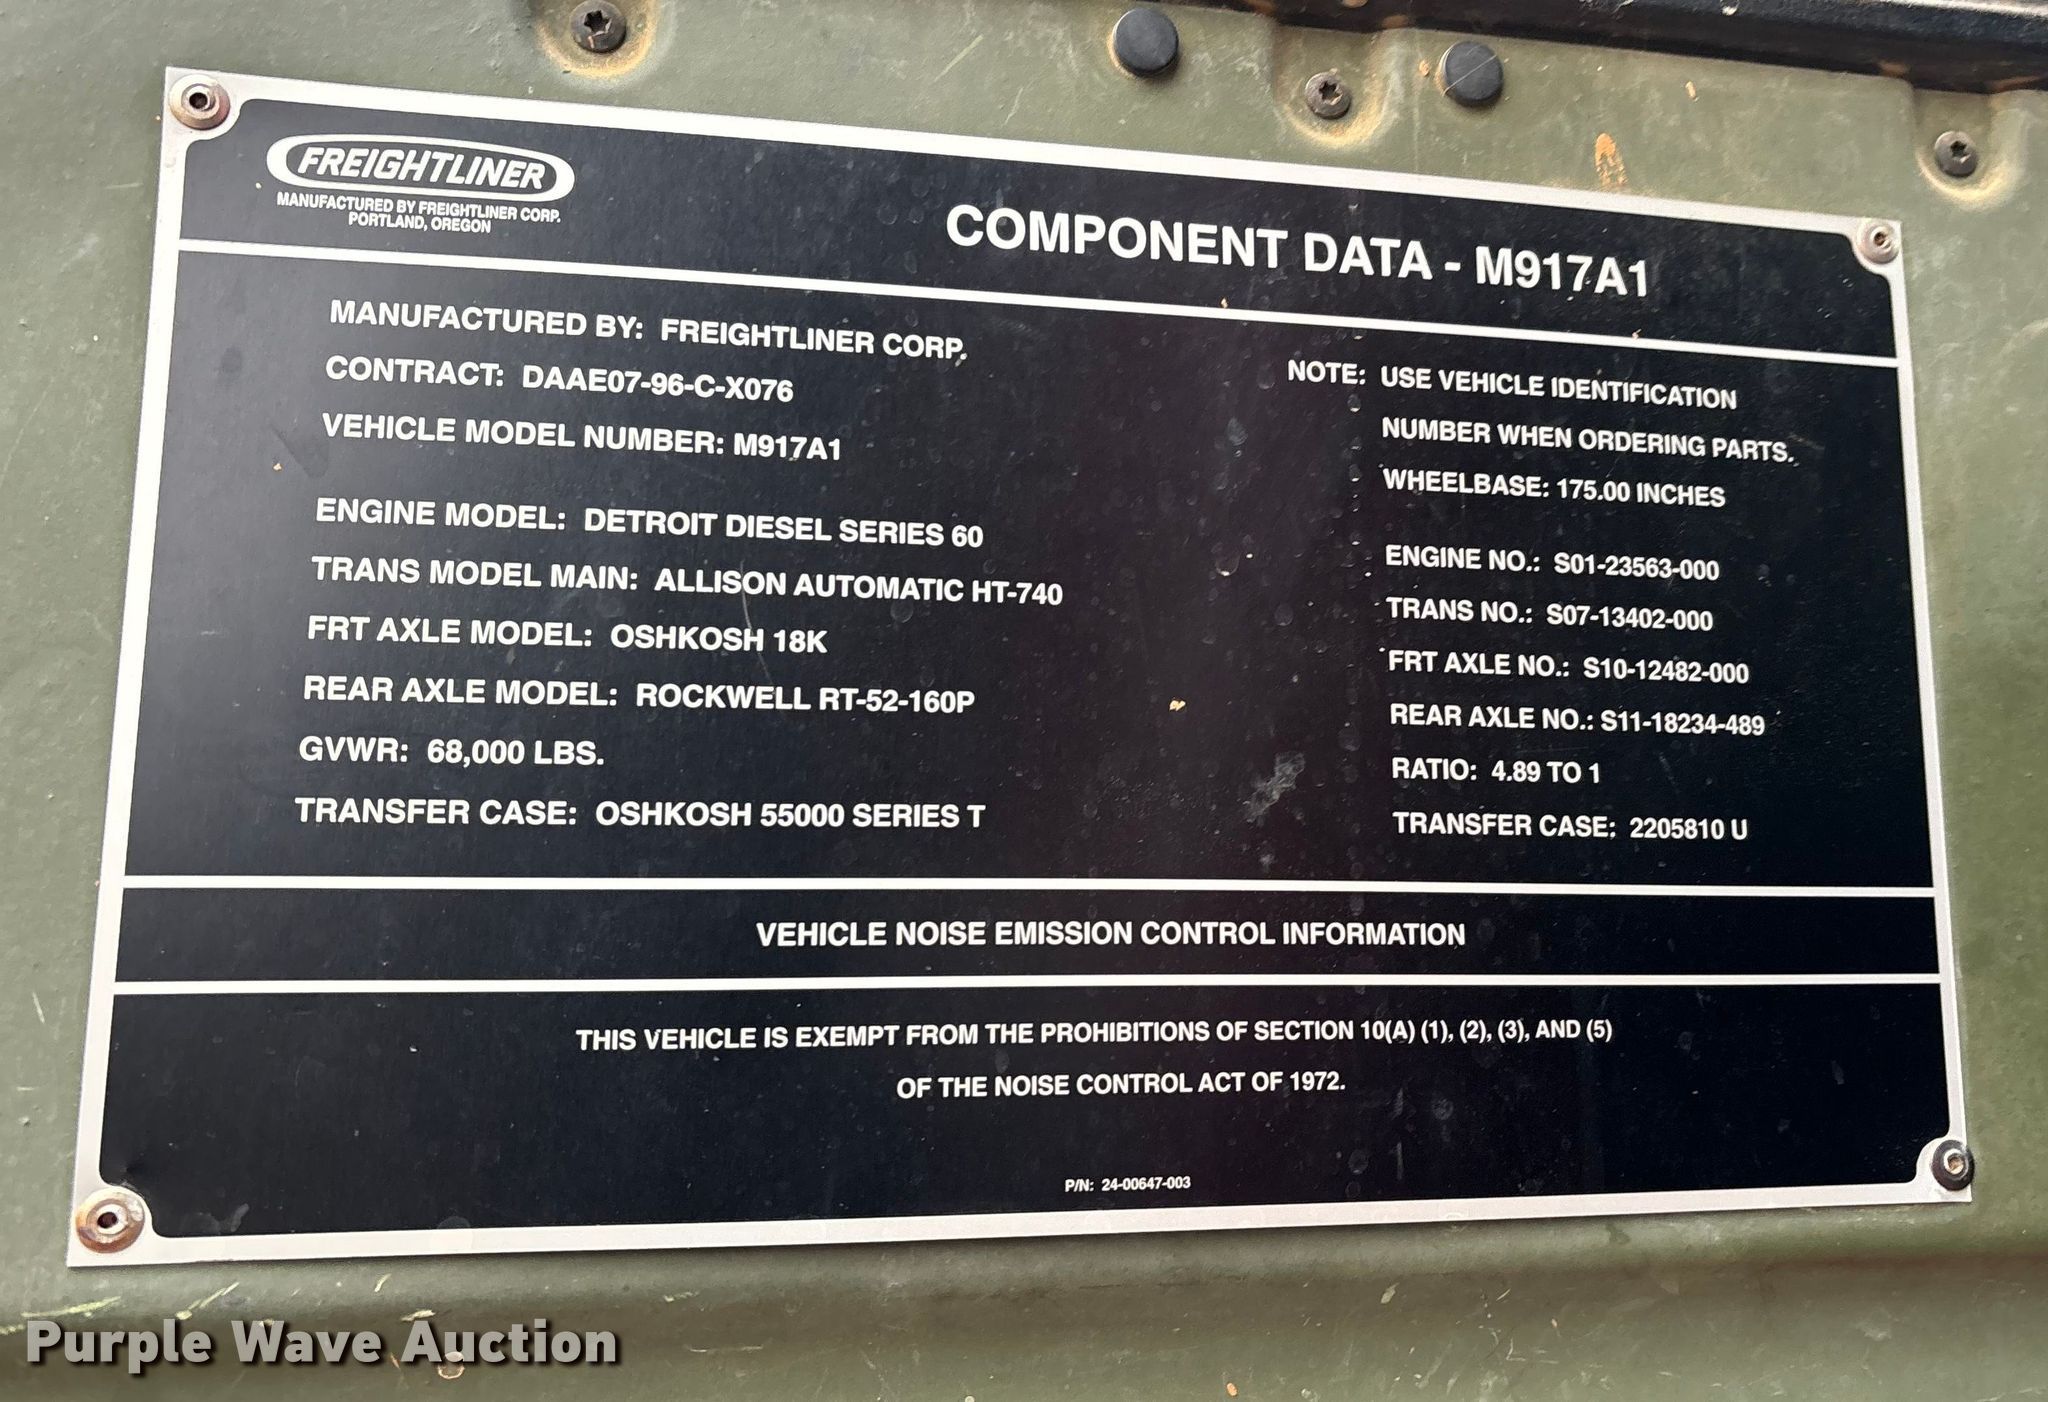 FREIGHTLINER
MANUFACTURED BY FREIGHTLINER CORP.
PORTLAND, OREGON
COMPONENT DATA - M917A1
MANUFACTURED BY: FREIGHTLINER CORP.
CONTRACT: DAAE07-96-C-X076
VEHICLE MODEL NUMBER: M917A1
ENGINE MODEL: DETROIT DIESEL SERIES 60
TRANS MODEL MAIN: ALLISON AUTOMATIC HT-740
FRT AXLE MODEL: OSHKOSH 18K
REAR AXLE MODEL: ROCKWELL RT-52-160P
GVWR: 68,000 LBS.
TRANSFER CASE: OSHKOSH 55000 SERIES T
NOTE: USE VEHICLE IDENTIFICATION
NUMBER WHEN ORDERING PARTS.
WHEELBASE: 175.00 INCHES
ENGINE NO.: S01-23563-000
TRANS NO.: S07-13402-000
FRT AXLE NO.: S10-12482-000
REAR AXLE NO.: S11-18234-489
RATIO: 4.89 TO 1
TRANSFER CASE: 2205810 U
VEHICLE NOISE EMISSION CONTROL INFORMATION
THIS VEHICLE IS EXEMPT FROM THE PROHIBITIONS OF SECTION 10(A) (1), (2), (3), AND (5)
OF THE NOISE CONTROL ACT OF 1972.
P/N: 24-00647-003
Purple Wave Auction